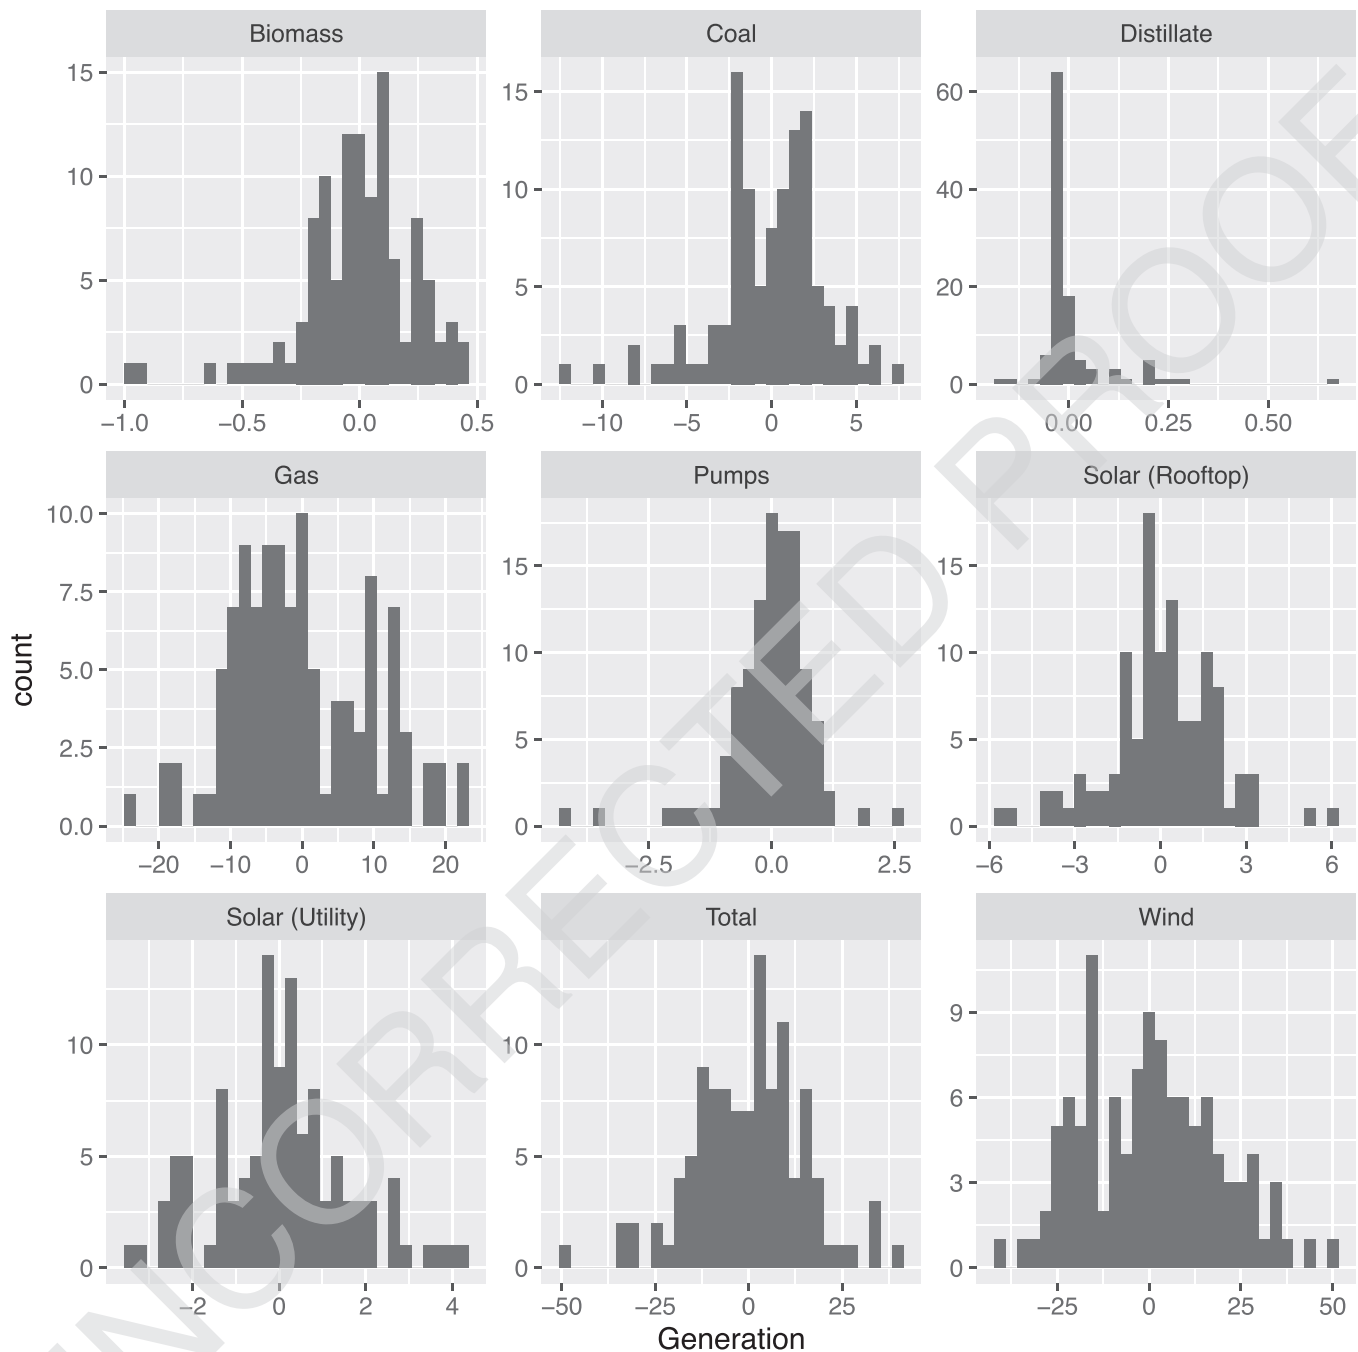 Biomass Coal Distillate
15
10
5
0
−1.0 −0.5 0.0 0.5
15
10
5
0
−10 −5 0 5
60
40
20
0
0.00 0.25 0.50
Gas Pumps Solar (Rooftop)
10.0
7.5
5.0
2.5
0.0
−20 −10 0 10 20
15
10
5
0
−2.5 0.0 2.5
15
10
5
0
−6 −3 0 3 6
count
Solar (Utility) Total Wind
10
5
0
−2 0 2 4
10
5
0
−50 −25 0 25
9
6
3
0
−25 0 25 50
Generation
UNCORRECTED PROOF